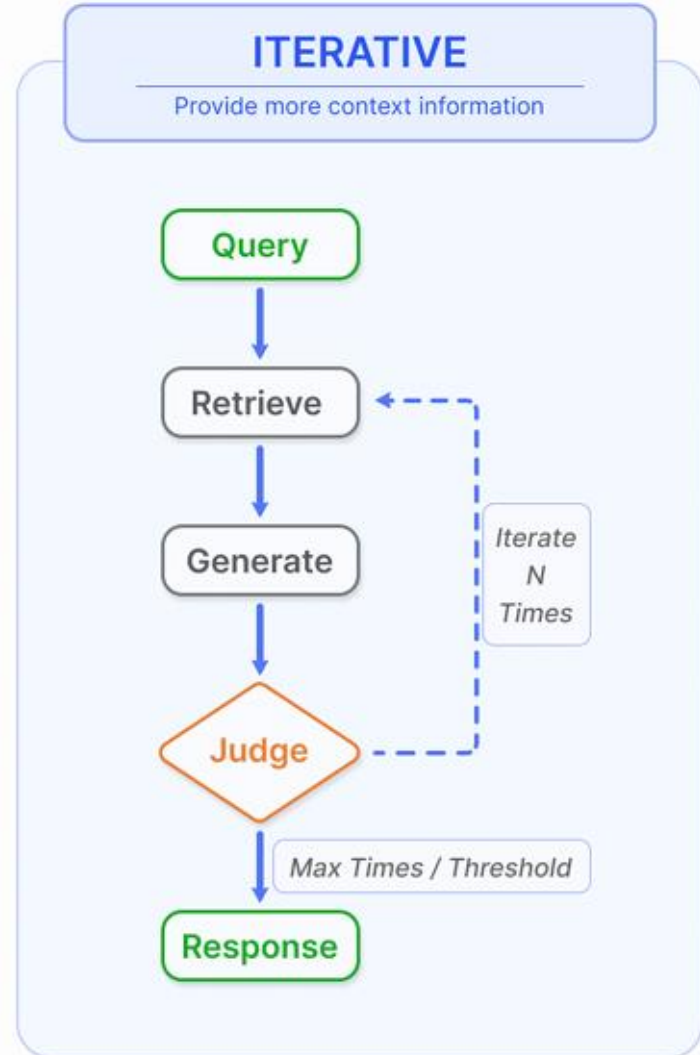 ITERATIVE
Provide more context information
Query
Retrieve
Generate
Iterate
N
Times
Judge
Max Times / Threshold
Response